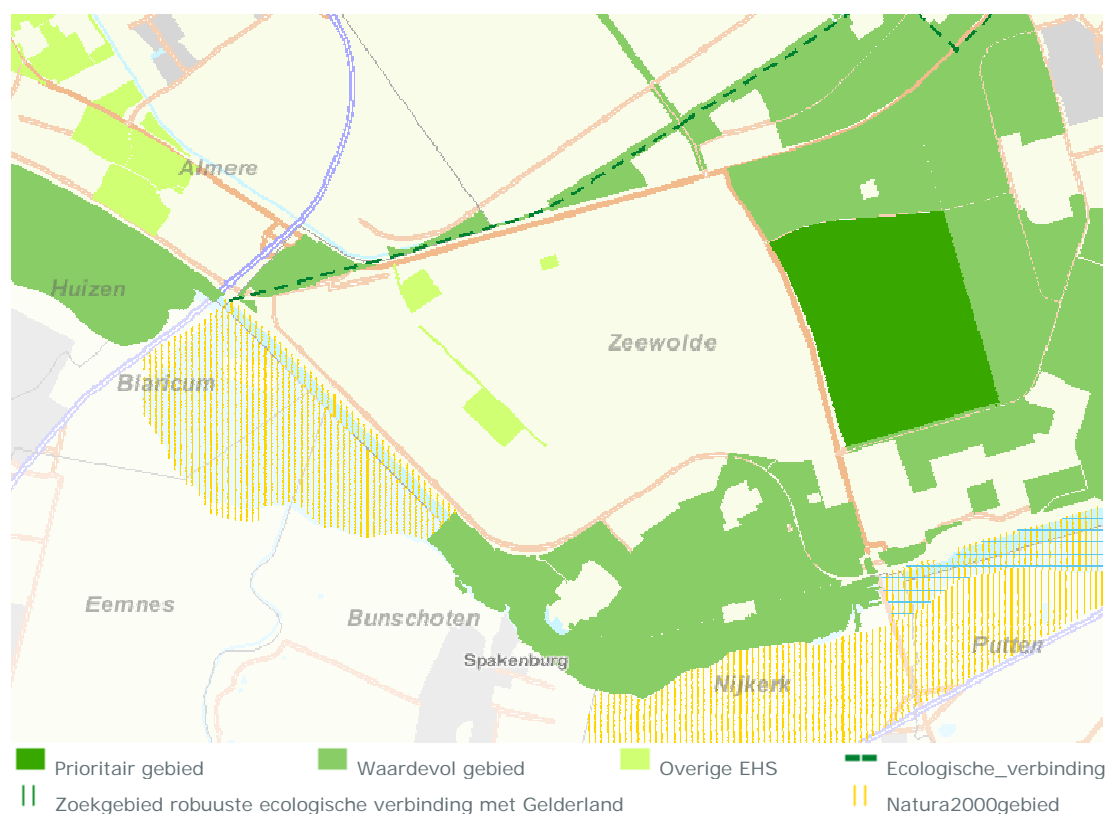 Almere
Huizen
Zeewolde
Blaricum
Eemnes
Bunschoten
Putten
Spakenburg
Nijkerk
Prioritair gebied Waardevol gebied Overige EHS Ecologische_verbinding
Zoekgebied robuuste ecologische verbinding met Gelderland Natura2000gebied